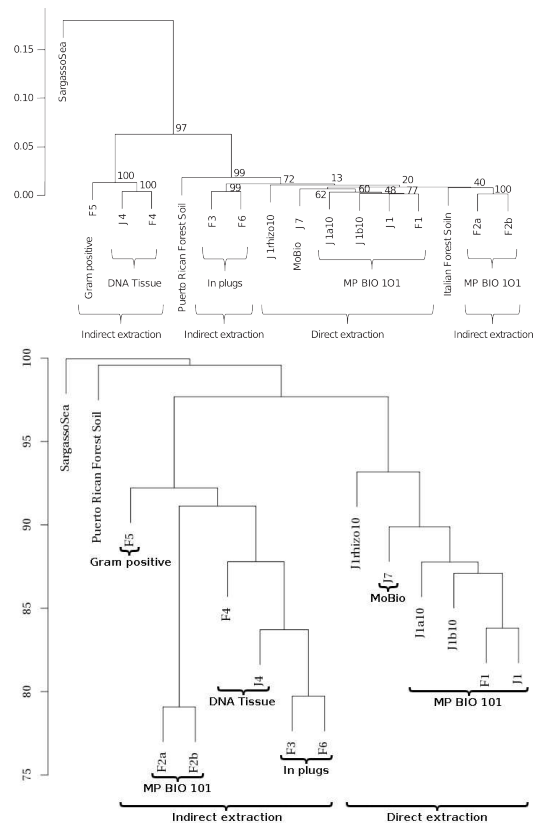 0.15
0.10
0.05
0.00
SargassoSea
97
100
100
99
99
72
13
20
40
100
62
60
48
77
F5
J 4
F4
Puerto Rican Forest Soil
F3
F6
J 1rhizo10
J 7
J 1a10
J 1b10
J 1
F1
Italian Forest Soiln
F2a
F2b
Gram positive
DNA Tissue
In plugs
MoBio
MP BIO 1O1
MP BIO 1O1
Indirect extraction
Indirect extraction
Direct extraction
Indirect extraction
100
95
90
85
80
75
SargassoSea
Puerto Rican Forest Soil
F5
Gram positive
F4
J4
DNA Tissue
F3
F6
In plugs
F2a
F2b
MP BIO 101
J1rhizo10
J7
MoBio
J1a10
J1b10
F1
J1
MP BIO 101
Indirect extraction
Direct extraction